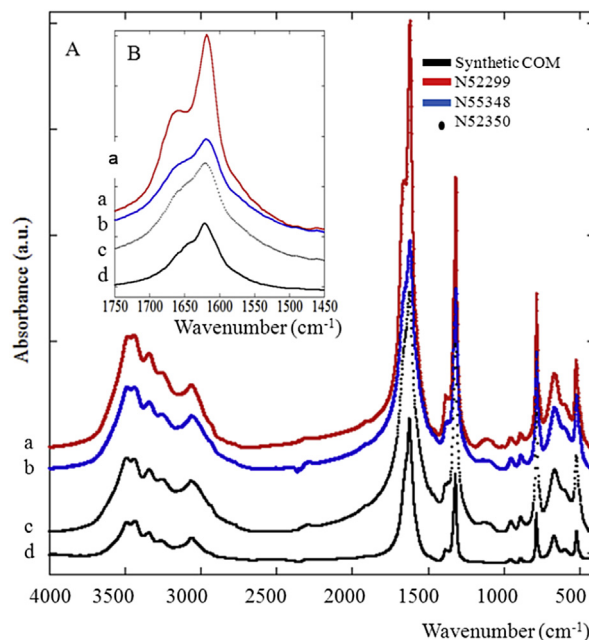 A
B
Synthetic COM
N52299
N55348
N52350
a
a
b
c
d
1750 1700 1650 1600 1550 1500 1450
Wavenumber (cm-1)
Absorbance (a.u.)
a
b
c
d
4000 3500 3000 2500 2000 1500 1000 500
Wavenumber (cm-1)